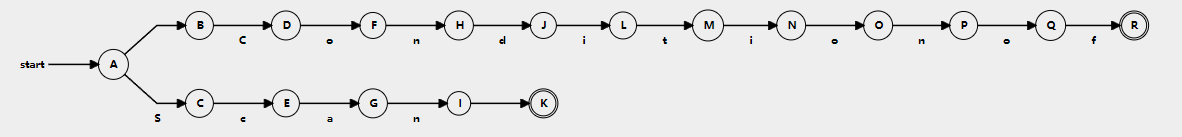 B D F H J L M N O P Q R
C o n d i t i o n o f
start A
C E G I K
S c a n